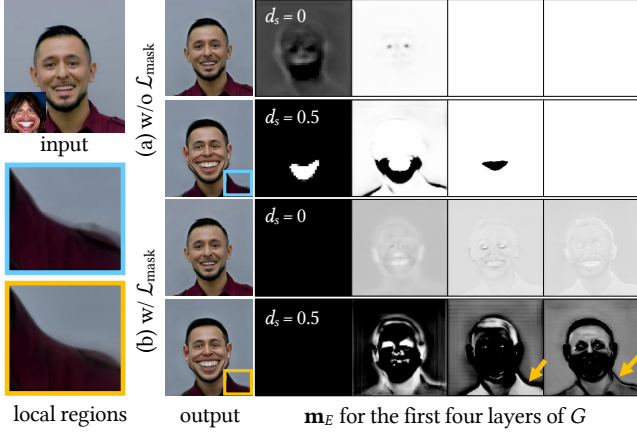 input
(a) w/o ℒmask
dₛ = 0
dₛ = 0.5
(b) w/ ℒmask
dₛ = 0
dₛ = 0.5
local regions
output
𝐦E for the first four layers of G